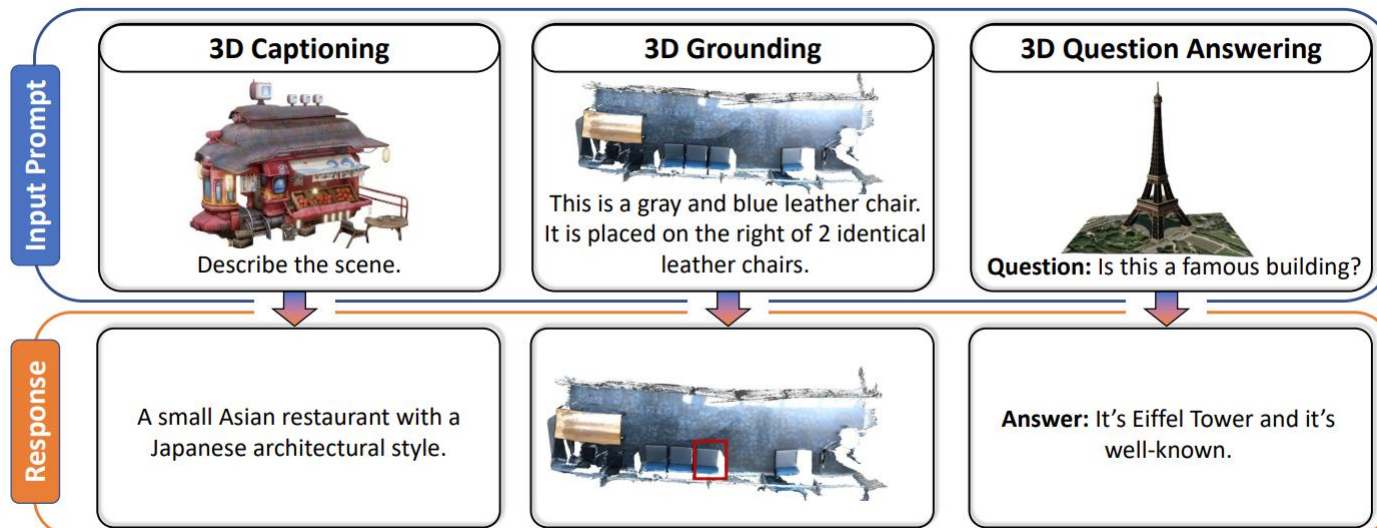 Input Prompt
3D Captioning
Describe the scene.
3D Grounding
This is a gray and blue leather chair.
It is placed on the right of 2 identical
leather chairs.
3D Question Answering
Question: Is this a famous building?
Response
A small Asian restaurant with a
Japanese architectural style.
Answer: It’s Eiffel Tower and it’s
well-known.